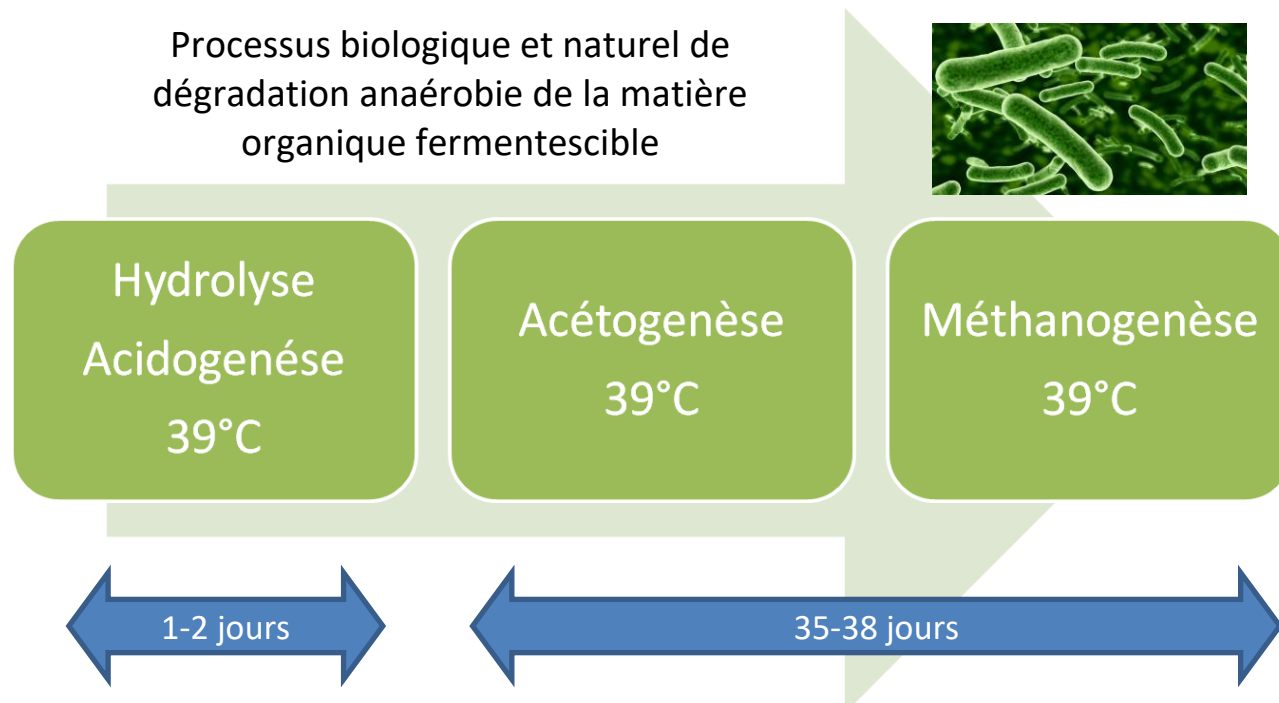 Processus biologique et naturel de
dégradation anaérobie de la matière
organique fermentescible
Hydrolyse
Acidogenése
39°C
Acétogenèse
39°C
Méthanogenèse
39°C
1-2 jours
35-38 jours